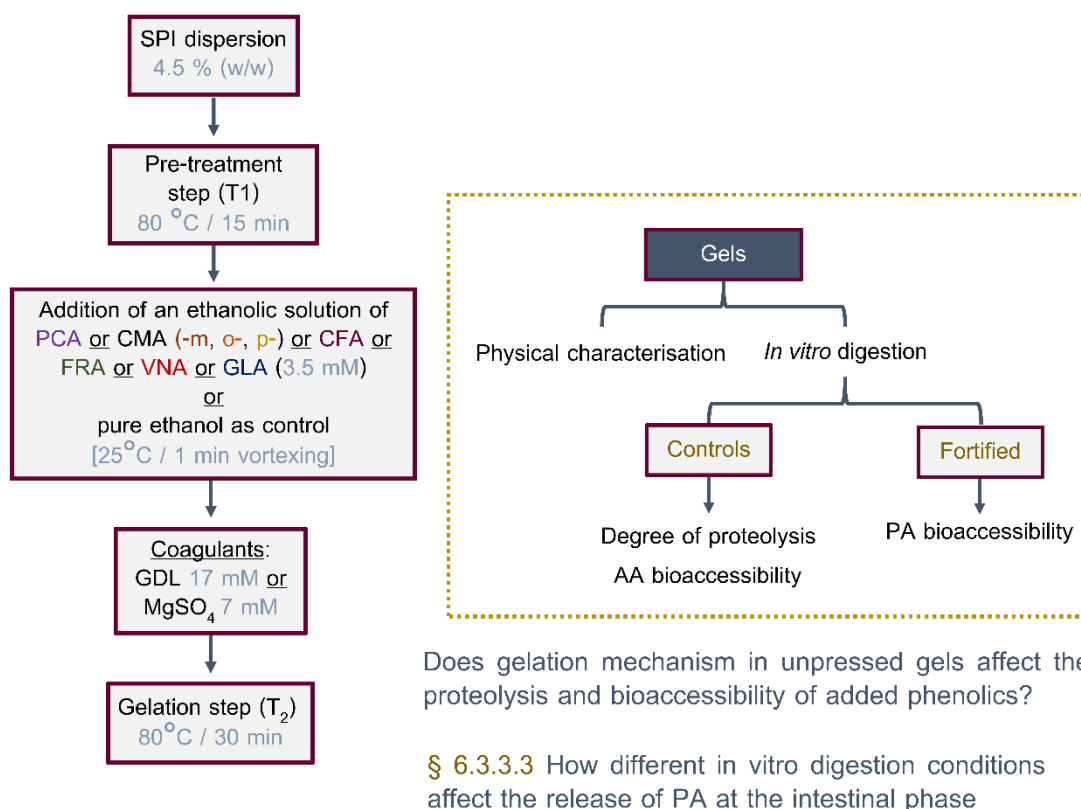 SPI dispersion
4.5 % (w/w)
Pre-treatment
step (T1)
80 °C / 15 min
Addition of an ethanolic solution of
PCA or CMA (-m, o-, p-) or CFA or
FRA or VNA or GLA (3.5 mM)
or
pure ethanol as control
[25°C / 1 min vortexing]
Coagulants:
GDL 17 mM or
MgSO4 7 mM
Gelation step (T2)
80°C / 30 min
Gels
Physical characterisation
In vitro digestion
Controls
Fortified
Degree of proteolysis
AA bioaccessibility
PA bioaccessibility
Does gelation mechanism in unpressed gels affect the
proteolysis and bioaccessibility of added phenolics?
§ 6.3.3.3 How different in vitro digestion conditions
affect the release of PA at the intestinal phase